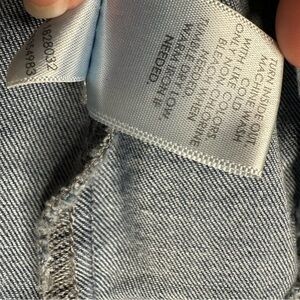 TURN INSIDE OUT.
MACHINE WASH
COLD
WITH LIKE COLORS
ONLY NON-CHLORINE
BLEACH WHEN
NEEDED.
TUMBLE DRY LOW.
WARM IRON IF
NEEDED.